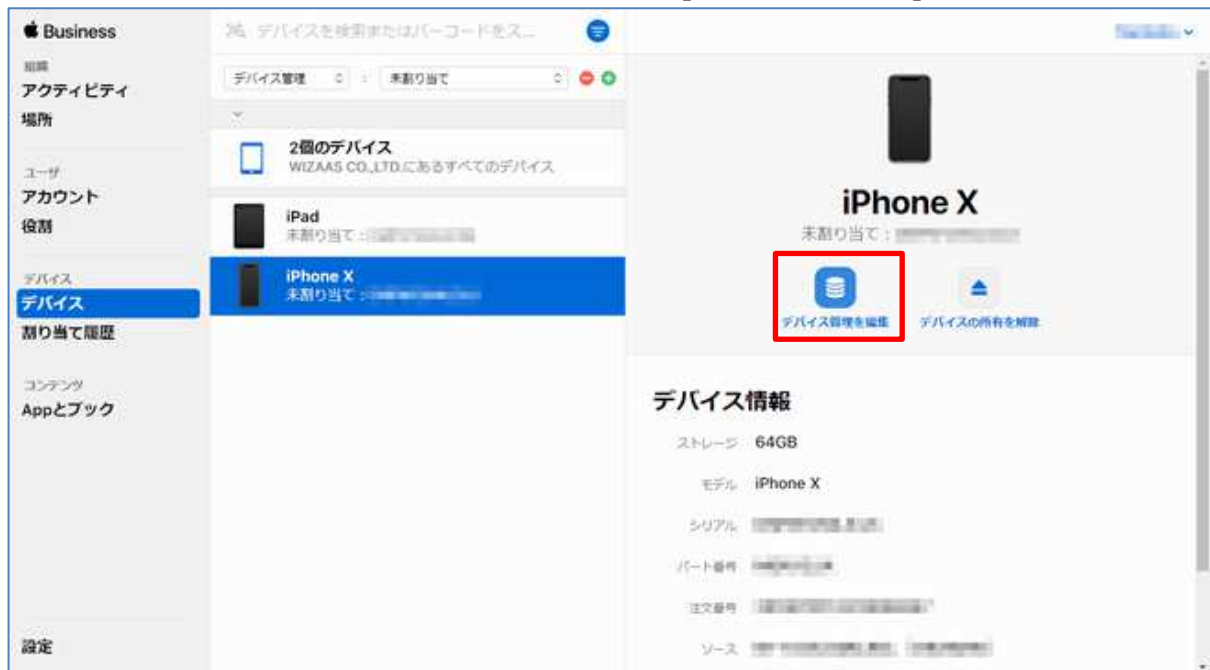 Business
組織
アクティビティ
場所
ユーザ
アカウント
役割
デバイス
デバイス
割り当て履歴
コンテンツ
Appとブック
設定
デバイスを検索またはバーコードをス...
デバイス管理 : 未割り当て
2個のデバイス
WIZAAS CO.,LTD.にあるすべてのデバイス
iPad
未割り当て :
iPhone X
未割り当て :
iPhone X
未割り当て :
デバイス管理を編集
デバイスの所有を解除
デバイス情報
ストレージ 64GB
モデル iPhone X
シリアル
パート番号
注文番号
ソース